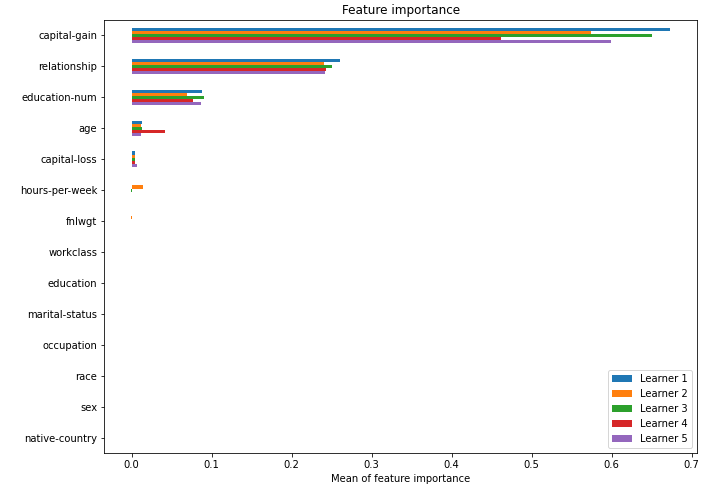 Feature importance
capital-gain
relationship
education-num
age
capital-loss
hours-per-week
fnlwgt
workclass
education
marital-status
occupation
race
sex
native-country
Learner 1
Learner 2
Learner 3
Learner 4
Learner 5
0.0 0.1 0.2 0.3 0.4 0.5 0.6 0.7
Mean of feature importance